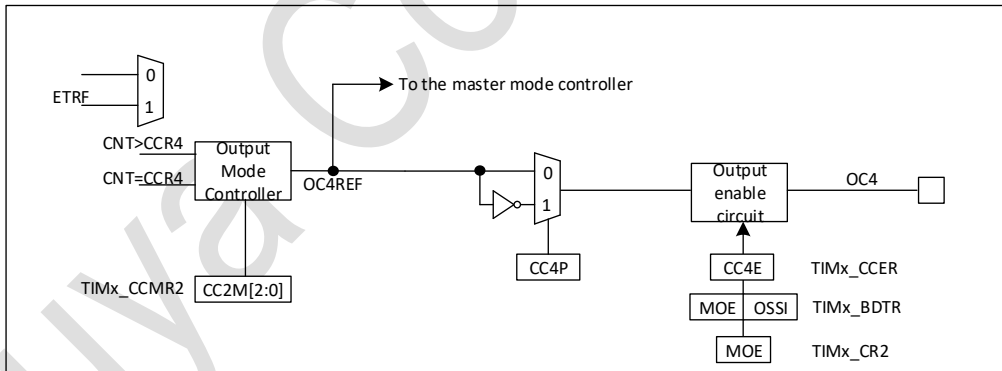 0
ETRF
1
To the master mode controller
CNT>CCR4
Output
Mode
Controller
CNT=CCR4
OC4REF
0
1
Output
enable
circuit
OC4
CC4P
CC4E
TIMx_CCER
TIMx_CCMR2
CC2M[2:0]
MOE
OSSI
TIMx_BDTR
MOE
TIMx_CR2